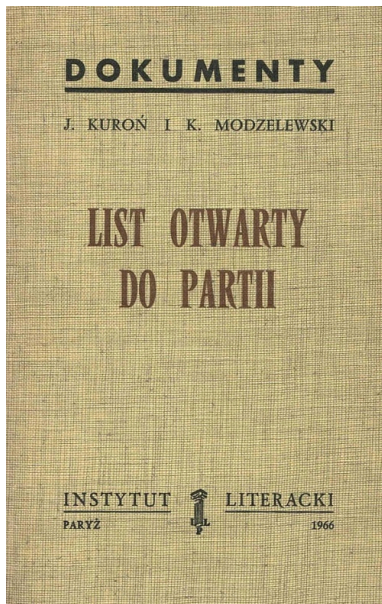 DOKUMENTY
J. KUROŃ I K. MODZELEWSKI
LIST OTWARTY
DO PARTII
INSTYTUT LITERACKI
PARYŻ 1966